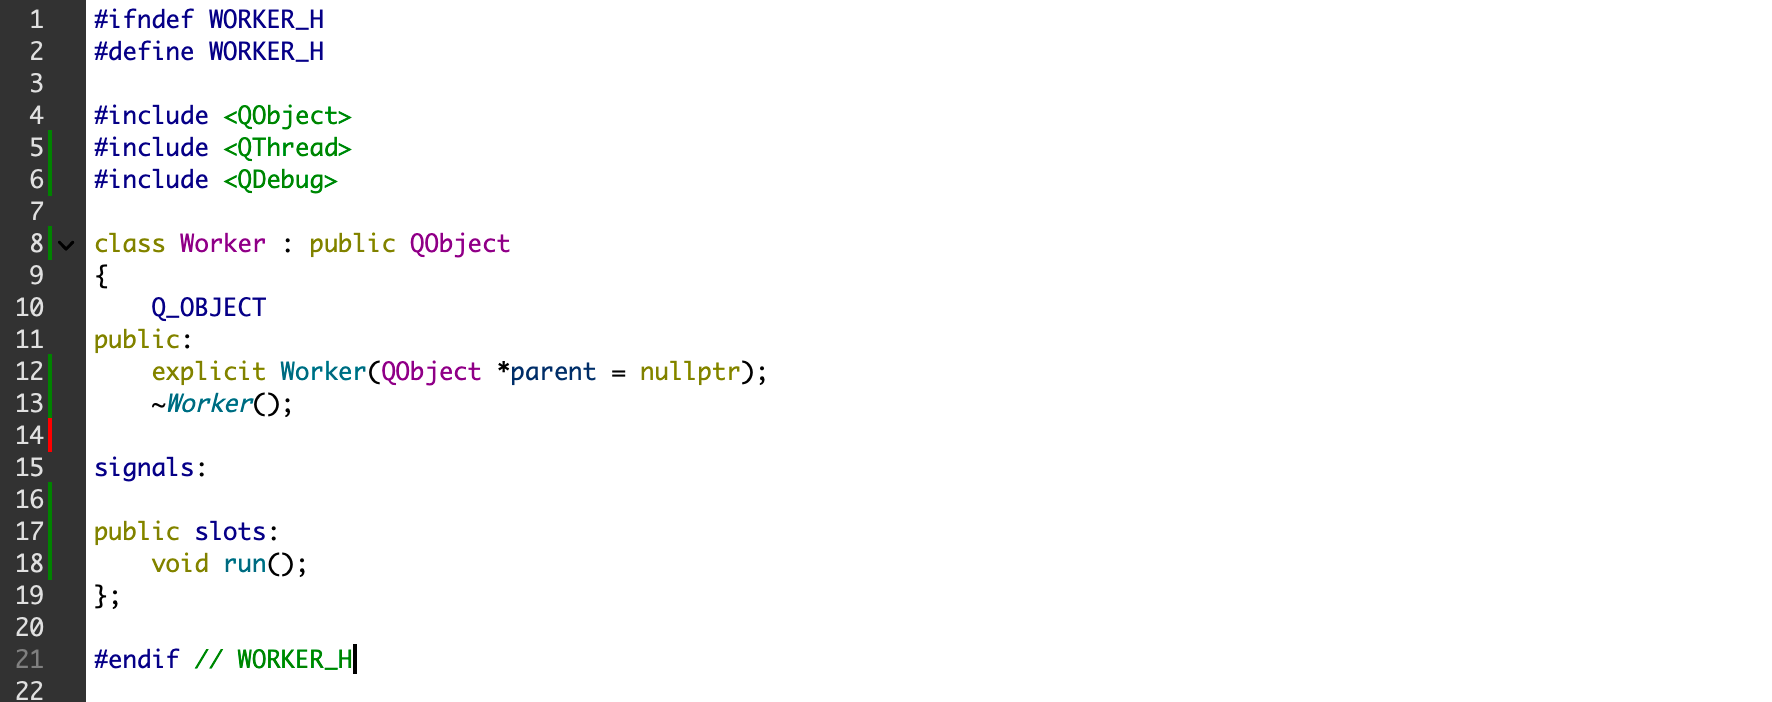 1 #ifndef WORKER_H
2 #define WORKER_H
3
4 #include <QObject>
5 #include <QThread>
6 #include <QDebug>
7
8 class Worker : public QObject
9 {
10     Q_OBJECT
11 public:
12     explicit Worker(QObject *parent = nullptr);
13     ~Worker();
14
15 signals:
16
17 public slots:
18     void run();
19 };
20
21 #endif // WORKER_H
22